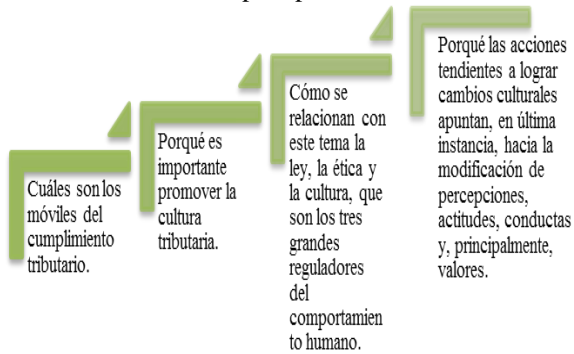 Cuáles son los
móviles del
cumplimiento
tributario.
Porqué es
importante
promover la
cultura
tributaria.
Cómo se
relacionan con
este tema la
ley, la ética y
la cultura, que
son los tres
grandes
reguladores
del
comportamien
to humano.
Porqué las acciones
tendientes a lograr
cambios culturales
apuntan, en última
instancia, hacia la
modificación de
percepciones,
actitudes, conductas
y, principalmente,
valores.